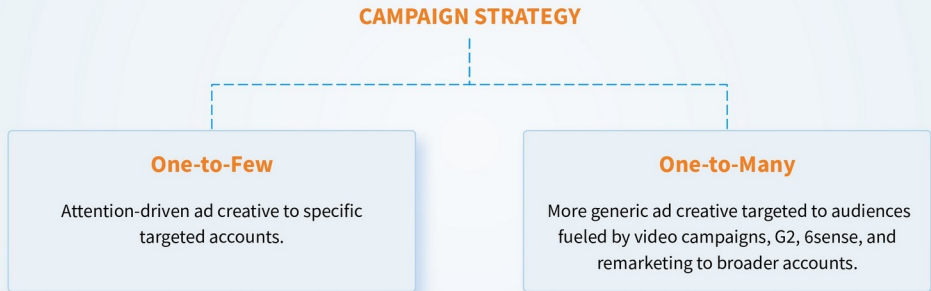 CAMPAIGN STRATEGY
One-to-Few
Attention-driven ad creative to specific
targeted accounts.
One-to-Many
More generic ad creative targeted to audiences
fueled by video campaigns, G2, 6sense, and
remarketing to broader accounts.